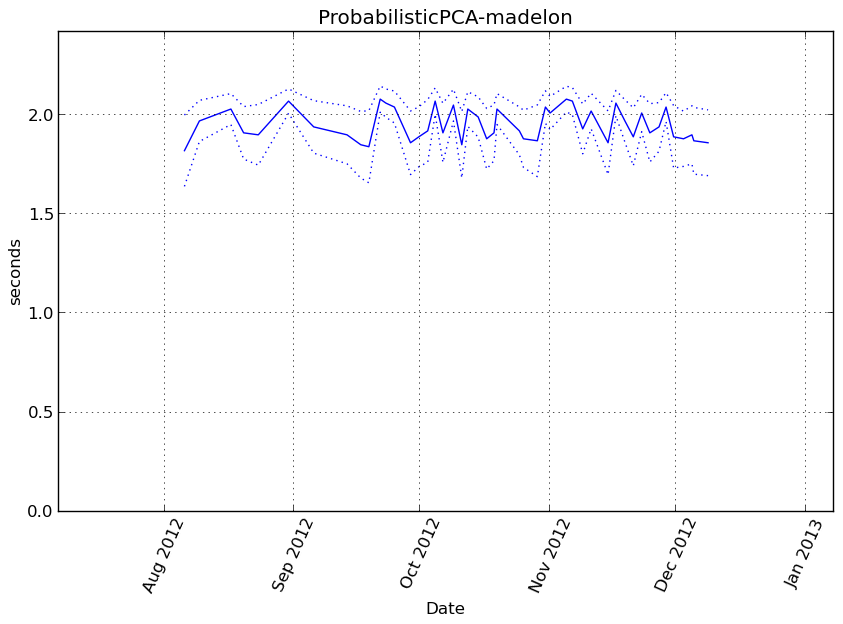 ProbabilisticPCA-madelon
2.0
1.5
1.0
0.5
0.0
seconds
Aug 2012
Sep 2012
Oct 2012
Nov 2012
Dec 2012
Jan 2013
Date